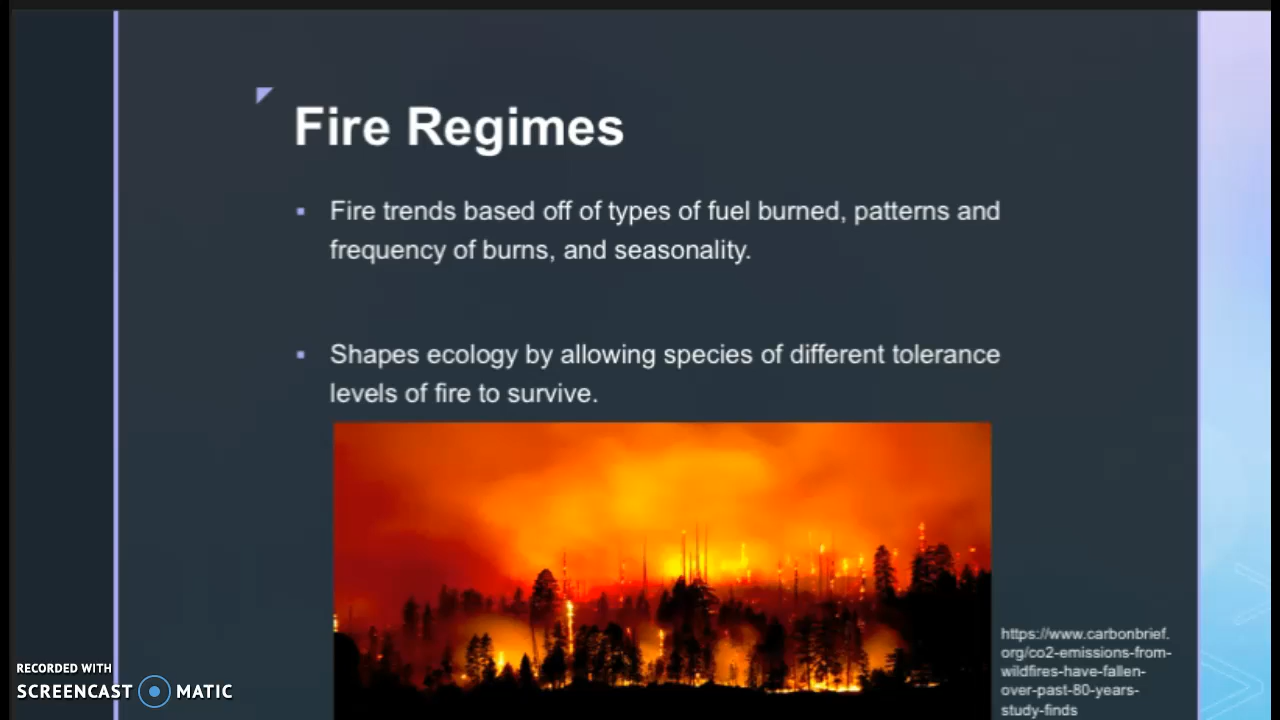 Fire Regimes
Fire trends based off of types of fuel burned, patterns and
frequency of burns, and seasonality.
Shapes ecology by allowing species of different tolerance
levels of fire to survive.
https://www.carbonbrief.
org/co2-emissions-from-
wildfires-have-fallen-
over-past-80-years-
study-finds
RECORDED WITH
SCREENCAST MATIC